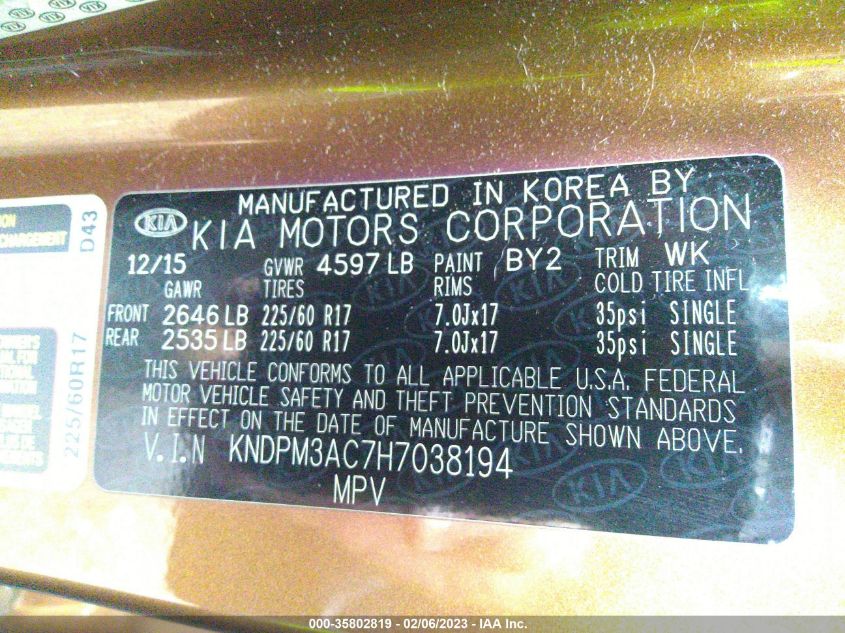 MANUFACTURED IN KOREA BY
KIA KIA MOTORS CORPORATION
12/15 GVWR 4597 LB PAINT BY2 TRIM WK
GAWR TIRES RIMS COLD TIRE INFL
FRONT 2646 LB 225/60 R17 7.0Jx17 35psi SINGLE
REAR 2535 LB 225/60 R17 7.0Jx17 35psi SINGLE
THIS VEHICLE CONFORMS TO ALL APPLICABLE U.S.A. FEDERAL
MOTOR VEHICLE SAFETY AND THEFT PREVENTION STANDARDS
IN EFFECT ON THE DATE OF MANUFACTURE SHOWN ABOVE.
V.I.N KNDPM3AC7H7038194
MPV
D43
225/60R17
000-35802819 - 02/06/2023 - IAA Inc.